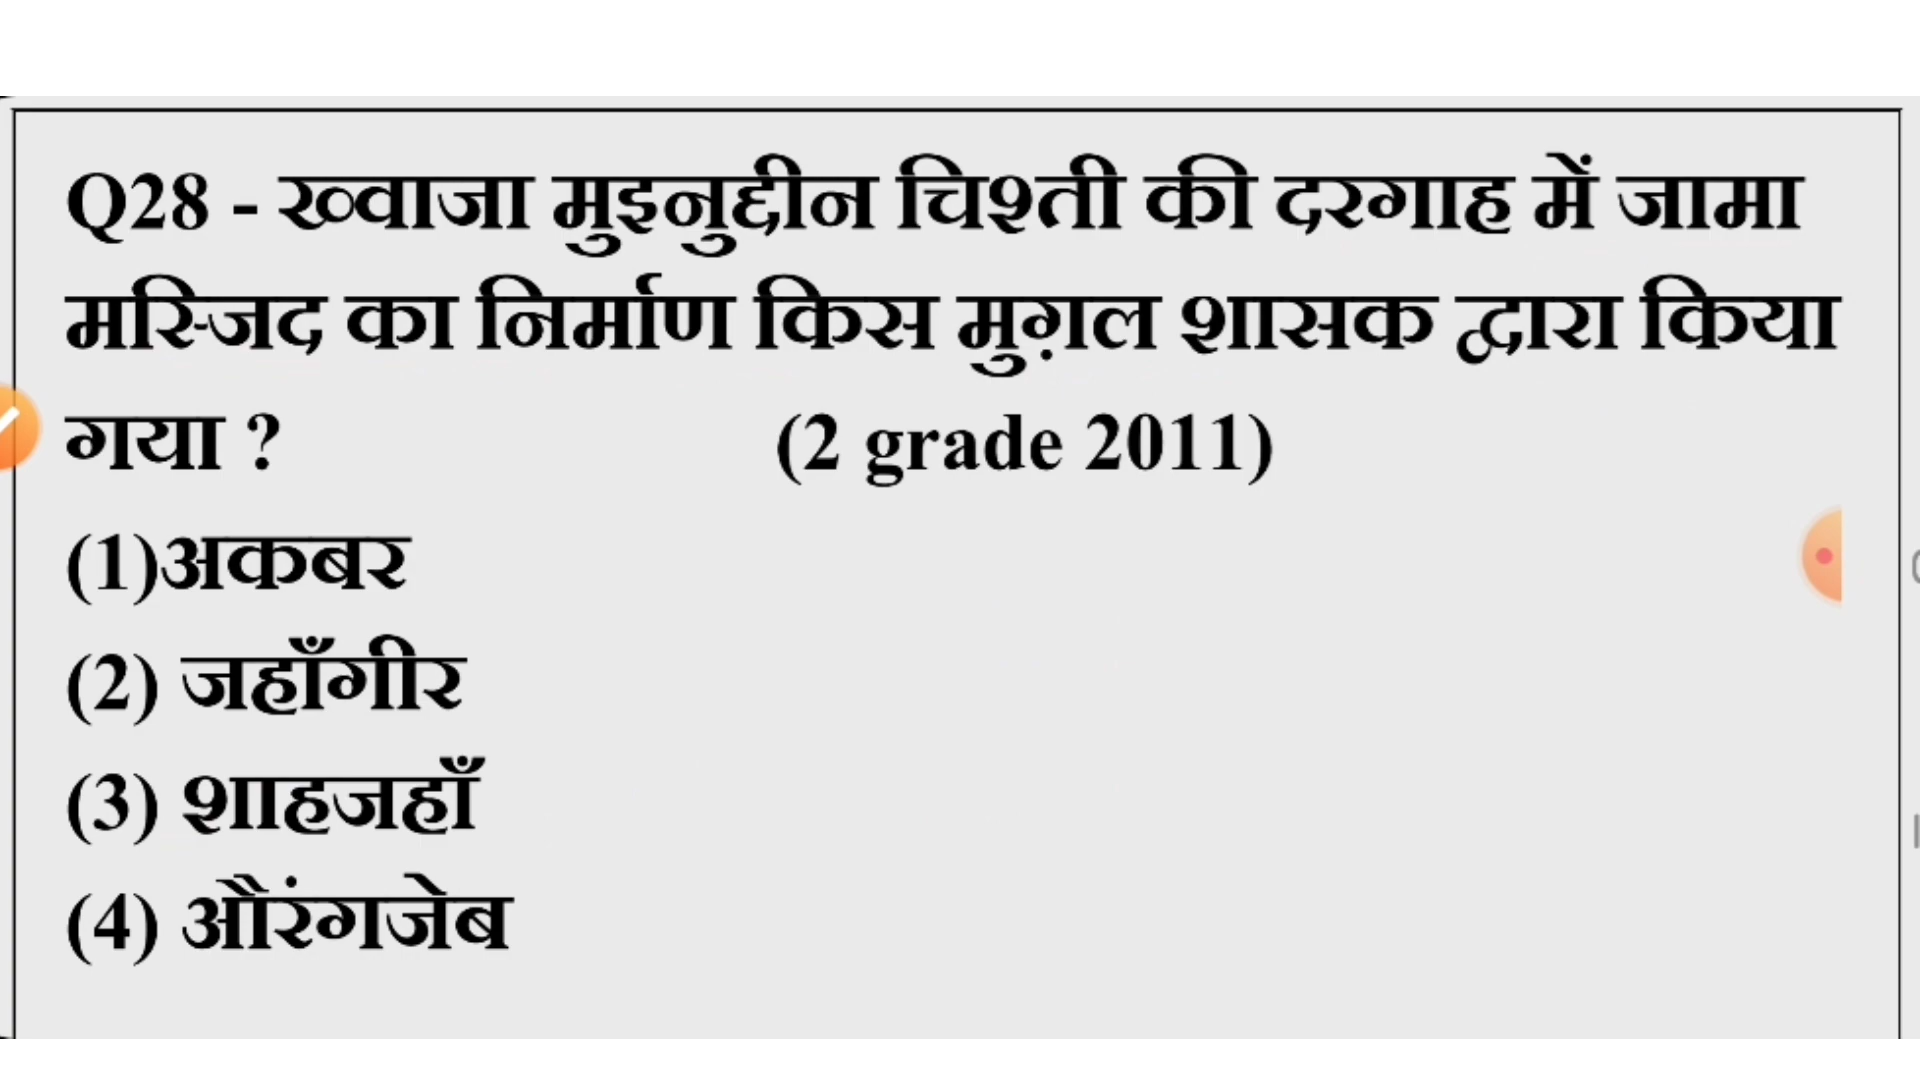 Q28 - ख्वाजा मुइनुद्दीन चिश्ती की दरगाह में जामा
मस्जिद का निर्माण किस मुग़ल शासक द्वारा किया
गया ? (2 grade 2011)
(1)अकबर
(2) जहाँगीर
(3) शाहजहाँ
(4) औरंगजेब